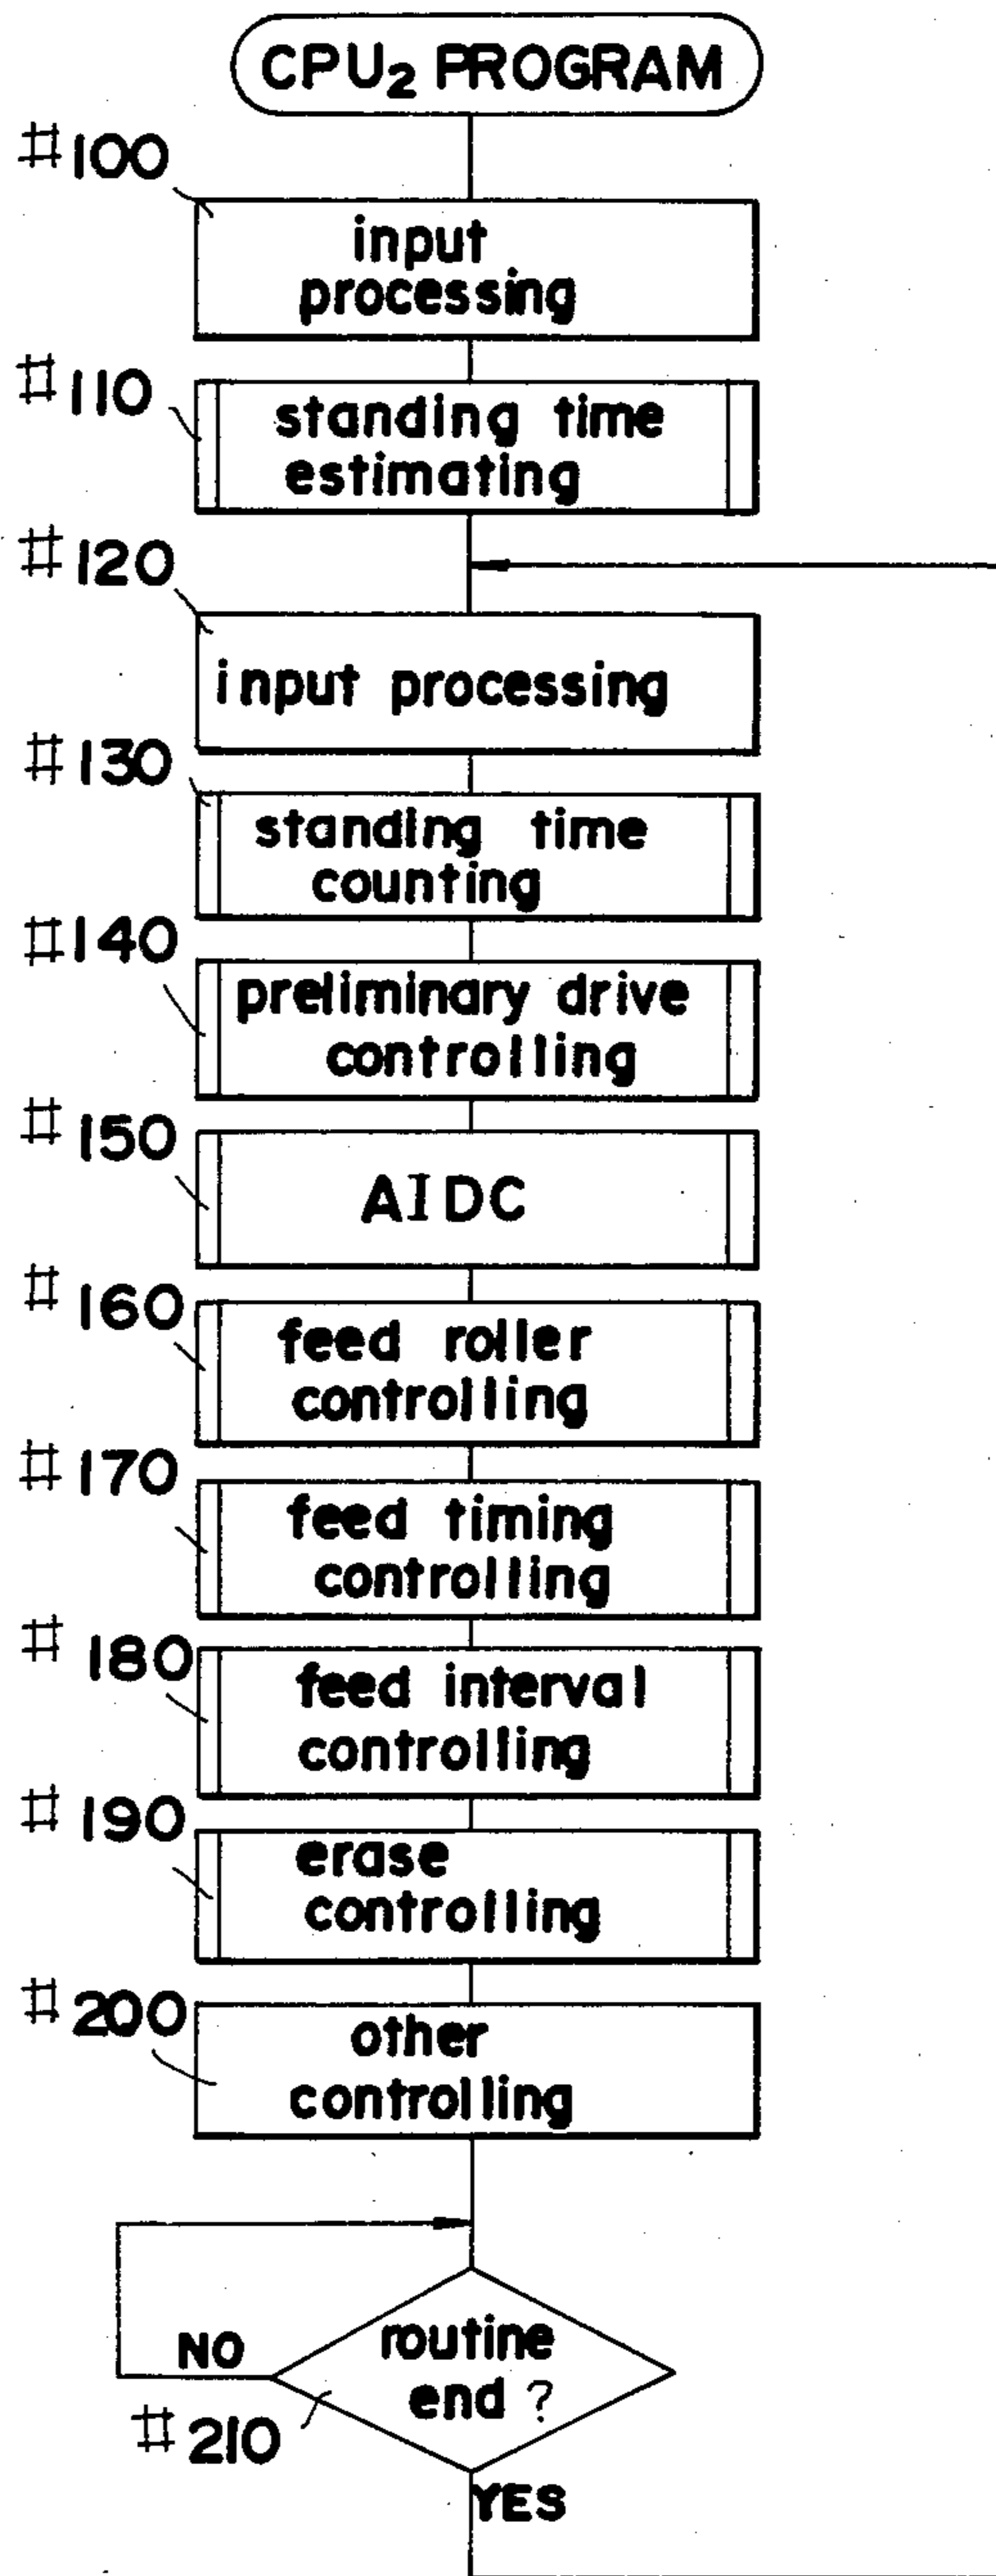 CPU₂ PROGRAM
#100
input
processing
#110
standing time
estimating
#120
input processing
#130
standing time
counting
#140
preliminary drive
controlling
#150
AIDC
#160
feed roller
controlling
#170
feed timing
controlling
#180
feed interval
controlling
#190
erase
controlling
#200
other
controlling
routine
end ?
NO
#210
YES